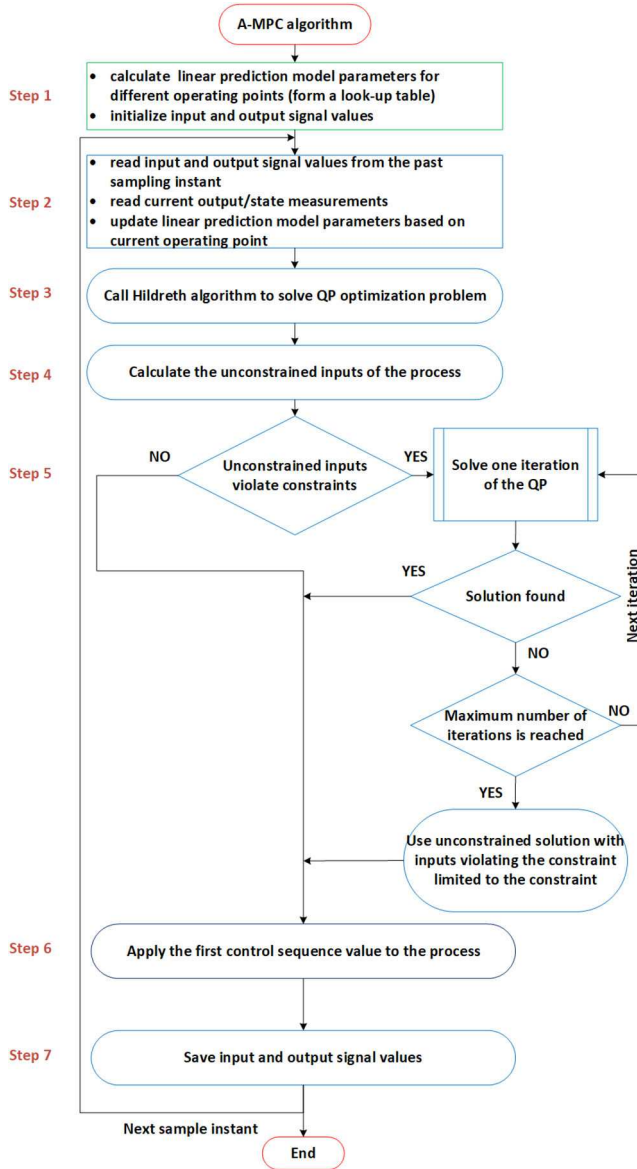 A-MPC algorithm
Step 1
• calculate linear prediction model parameters for
different operating points (form a look-up table)
• initialize input and output signal values
Step 2
• read input and output signal values from the past
sampling instant
• read current output/state measurements
• update linear prediction model parameters based on
current operating point
Step 3
Call Hildreth algorithm to solve QP optimization problem
Step 4
Calculate the unconstrained inputs of the process
Step 5
NO
Unconstrained inputs
violate constraints
YES
Solve one iteration
of the QP
YES
Solution found
Next iteration
NO
Maximum number of
iterations is reached
NO
YES
Use unconstrained solution with
inputs violating the constraint
limited to the constraint
Step 6
Apply the first control sequence value to the process
Step 7
Save input and output signal values
Next sample instant
End